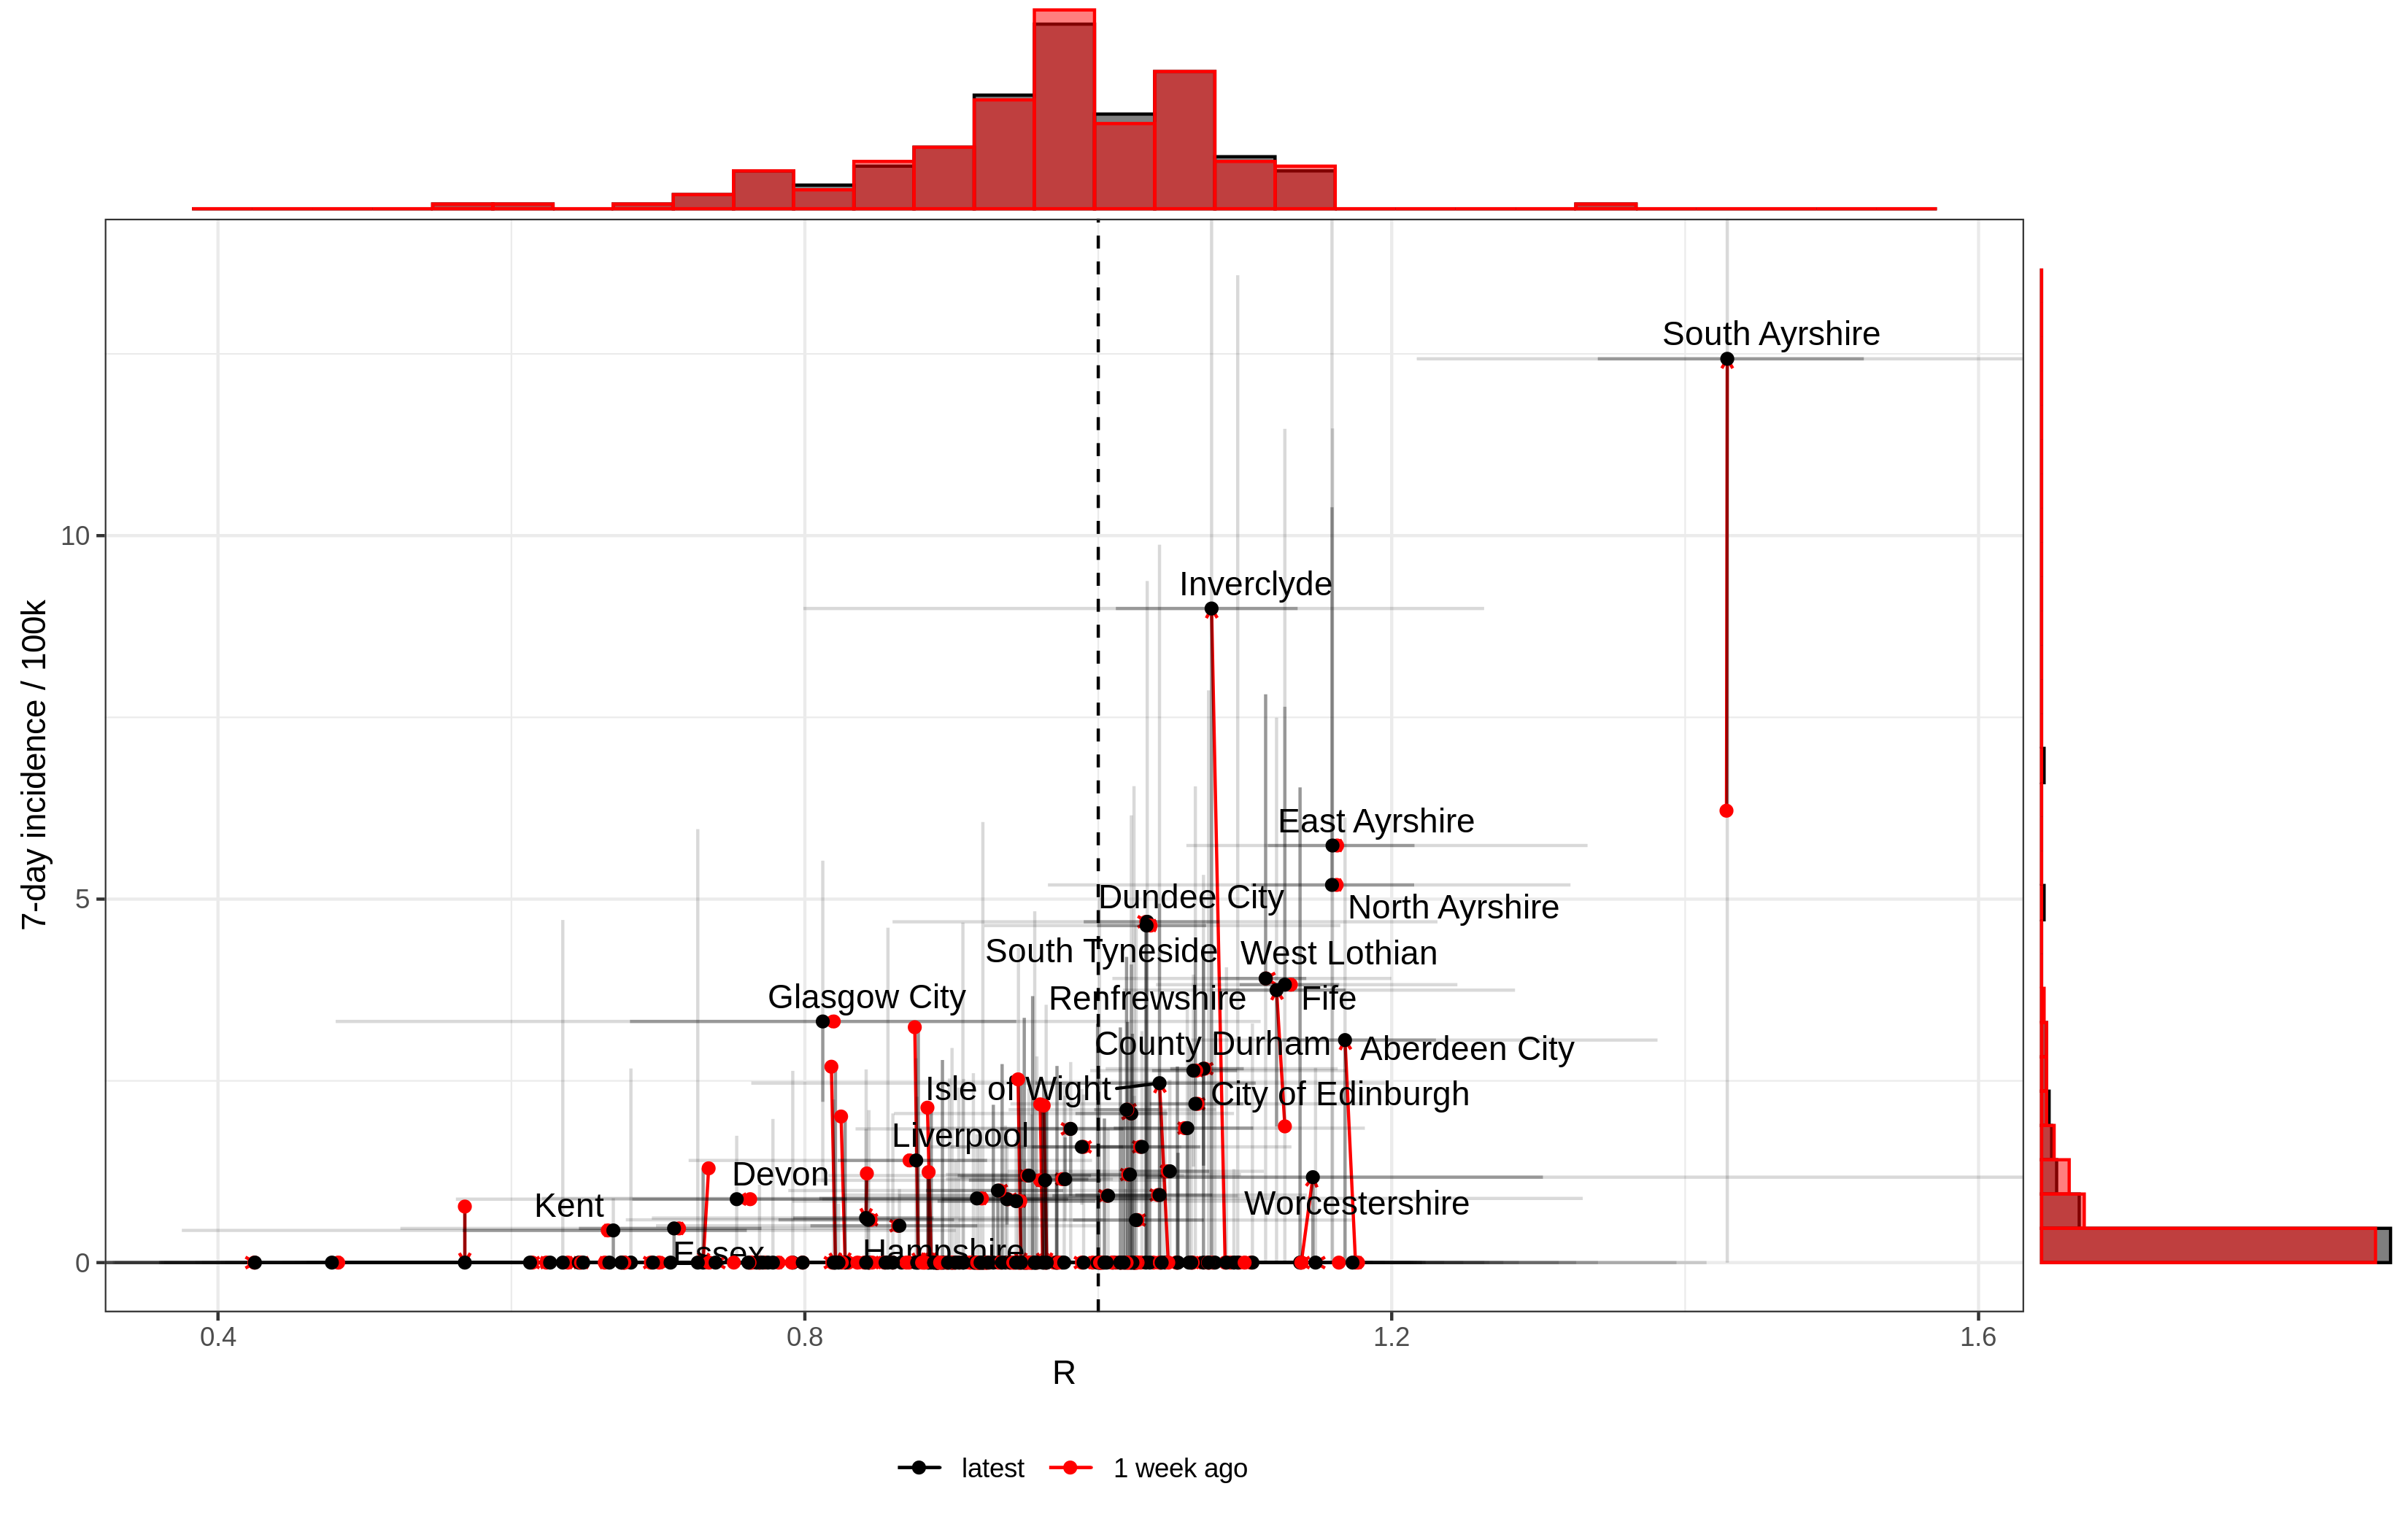 South Ayrshire
10
Inverclyde
7-day incidence / 100k
East Ayrshire
5
Dundee City
North Ayrshire
South Tyneside
West Lothian
Glasgow City
Renfrewshire
Fife
County Durham
Aberdeen City
Isle of Wight
City of Edinburgh
Liverpool
Devon
Kent
Worcestershire
Essex
Hampshire
0
0.4
0.8
1.2
1.6
R
latest
1 week ago